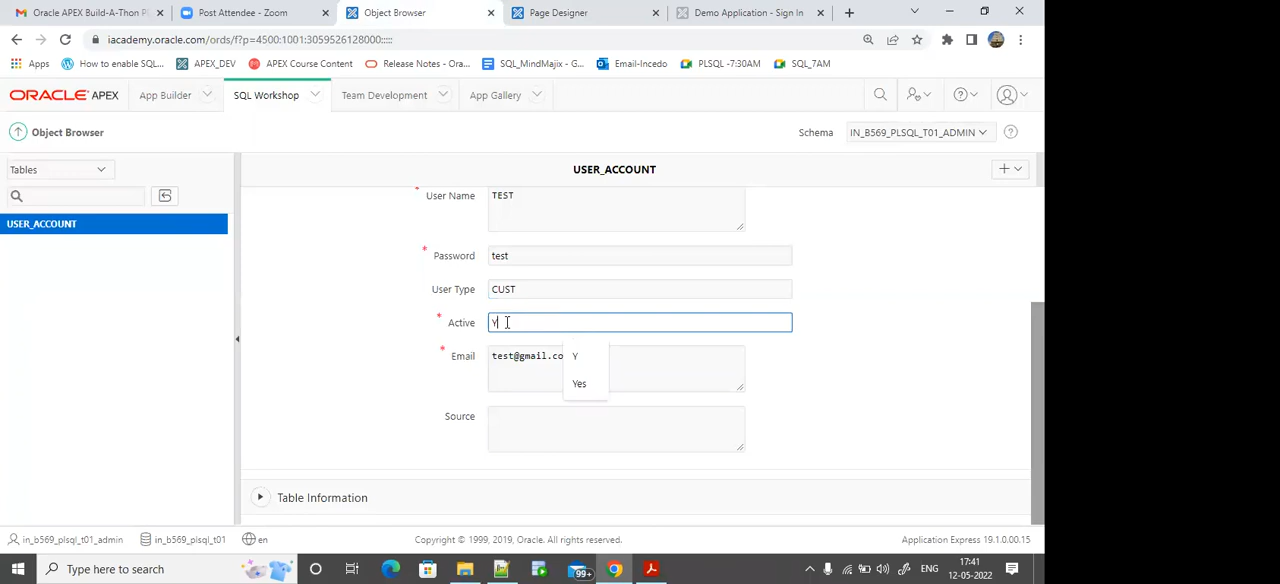 Oracle APEX Build-A-Thon P
Post Attendee - Zoom
Object Browser
Page Designer
Demo Application - Sign In
iacademy.oracle.com/ords/f?p=4500:1001:3059526128000:::::
Apps
How to enable SQL...
APEX_DEV
APEX Course Content
Release Notes - Ora...
SQL_MindMajix - G...
Email-Incedo
PLSQL -7:30AM
SQL_7AM
ORACLE APEX
App Builder
SQL Workshop
Team Development
App Gallery
Object Browser
Schema
IN_B569_PLSQL_T01_ADMIN
Tables
USER_ACCOUNT
USER_ACCOUNT
* User Name
TEST
* Password
test
User Type
CUST
* Active
Y
* Email
test@gmail.co
Y
Yes
Source
Table Information
in_b569_plsql_t01_admin
in_b569_plsql_t01
en
Copyright © 1999, 2019, Oracle. All rights reserved.
Application Express 19.1.0.00.15
Type here to search
99+
ENG
17:41
12-05-2022